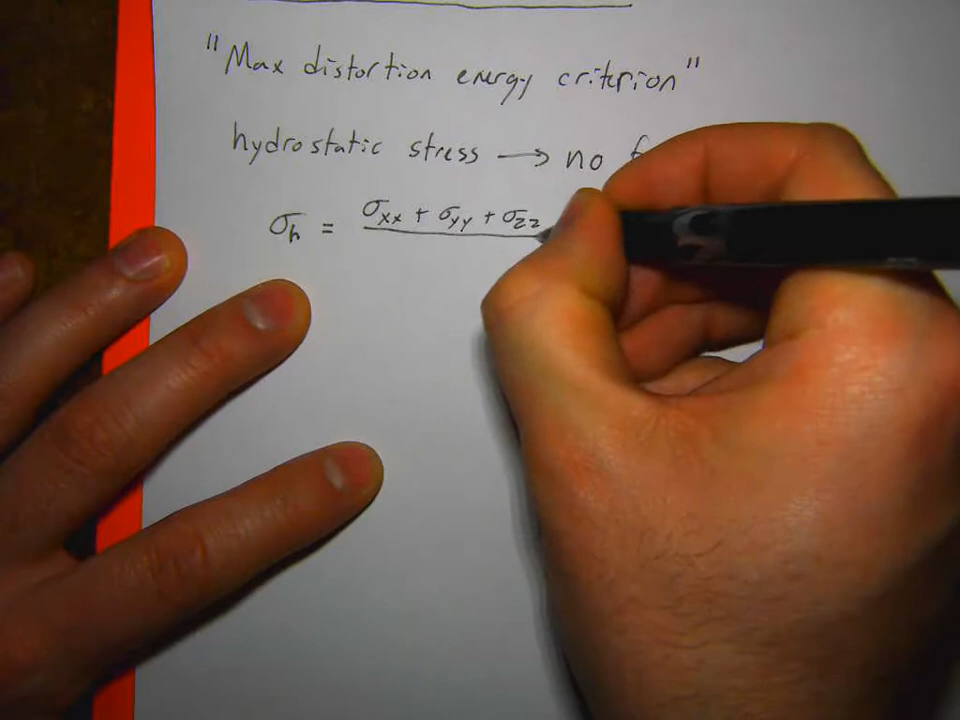 "Max distortion energy criterion"
hydrostatic stress → no
σh = σxx + σyy + σzz